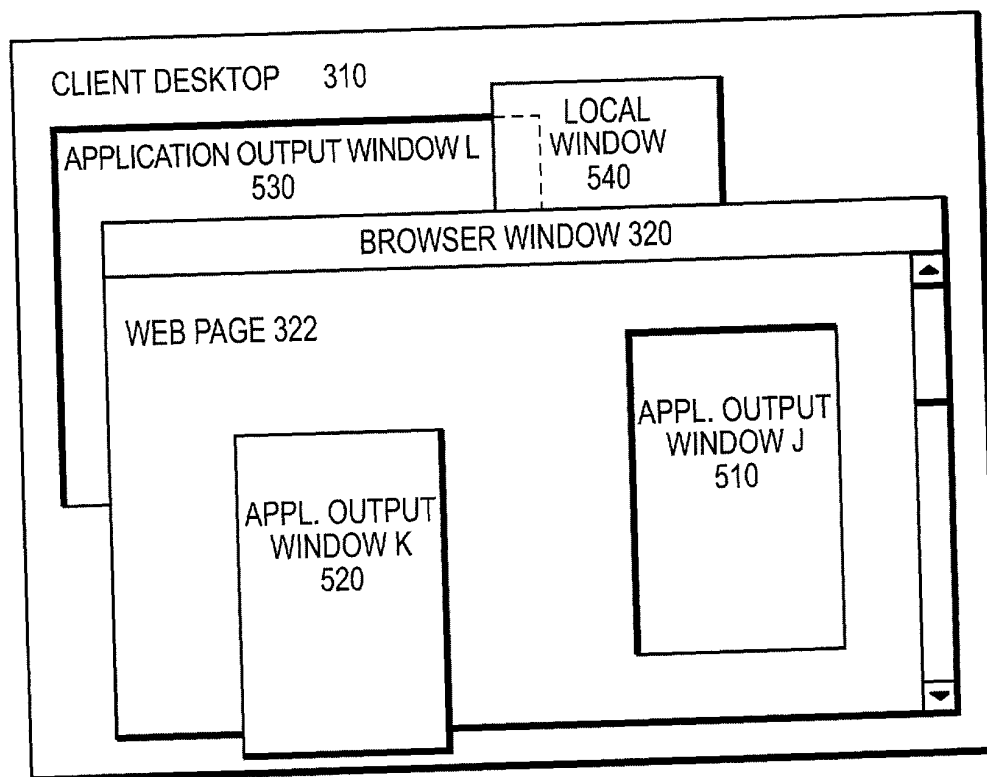 CLIENT DESKTOP 310
LOCAL
WINDOW
540
APPLICATION OUTPUT WINDOW L
530
BROWSER WINDOW 320
WEB PAGE 322
APPL. OUTPUT
WINDOW J
510
APPL. OUTPUT
WINDOW K
520